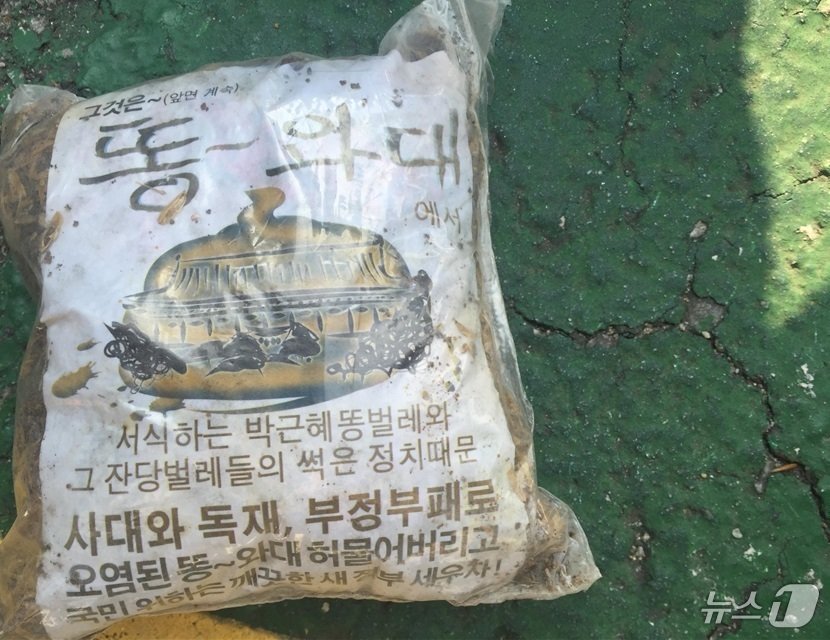 그것은~(앞면 계속)
똥~와대
에서
서식하는 박근혜똥벌레와
그 잔당벌레들의 썩은 정치때문
사대와 독재, 부정부패로
오염된 똥~와대 허물어버리고
국민 위하는 깨끗한 새 정부 세우자!
뉴스1